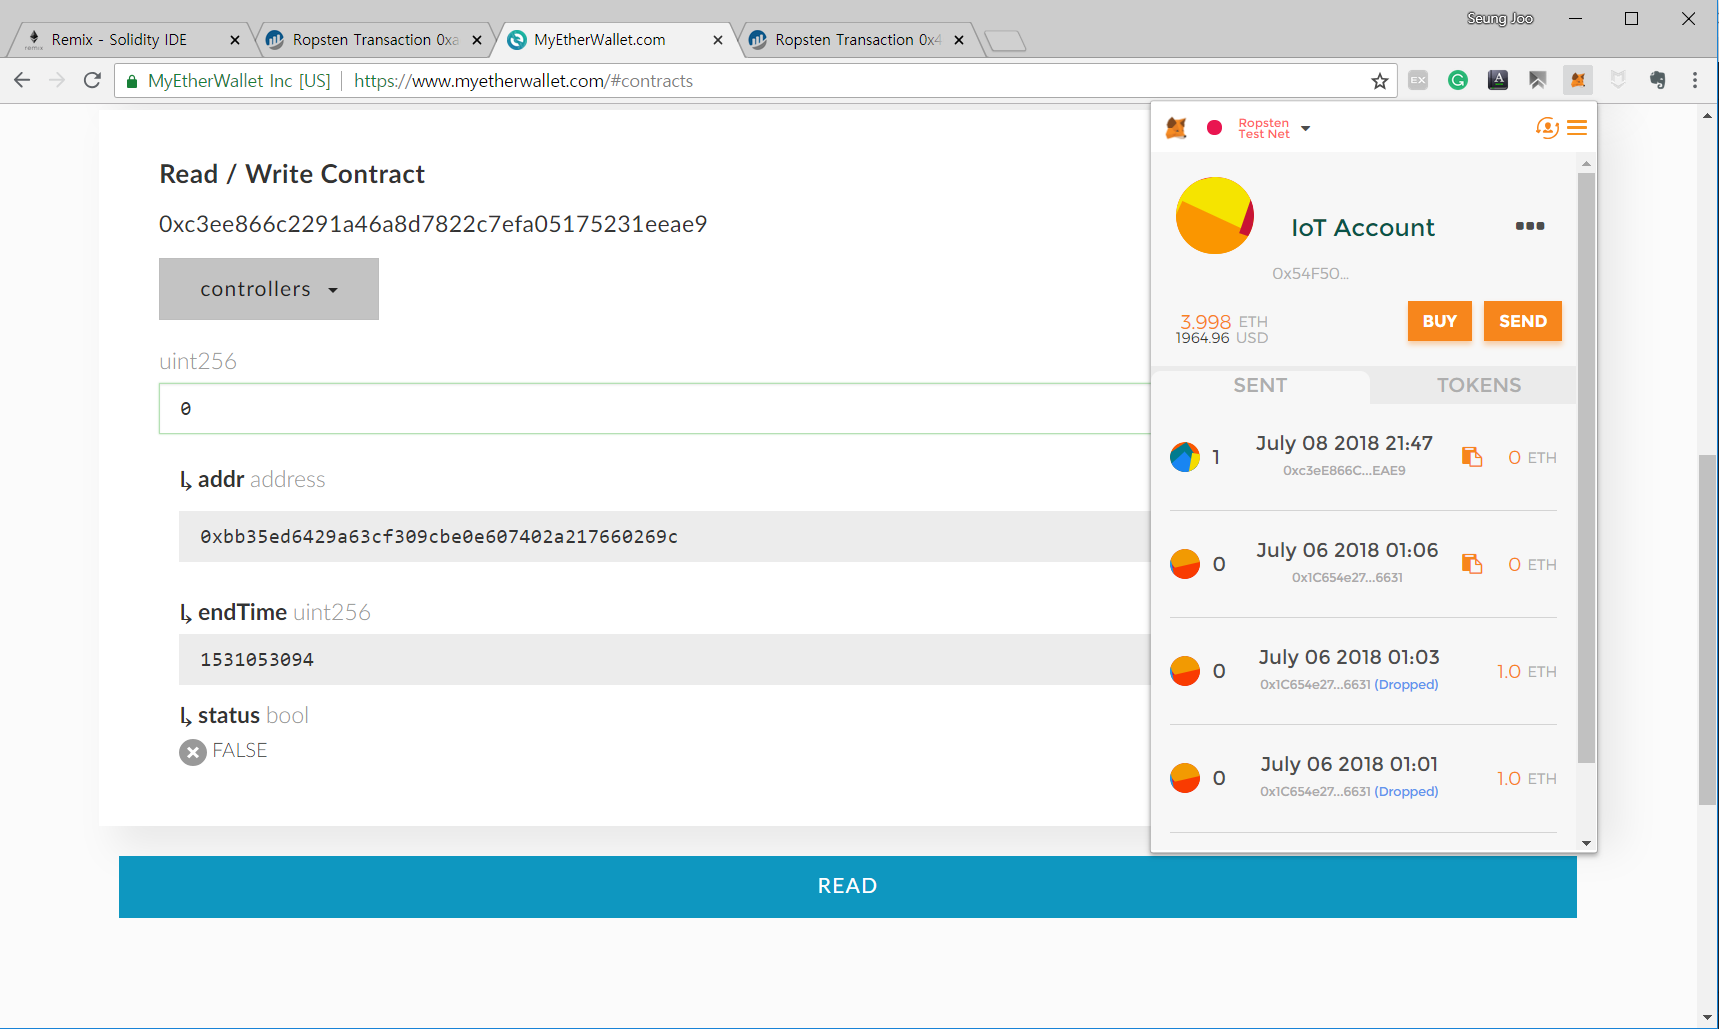 Seung Joo
Remix - Solidity IDE
Ropsten Transaction 0xa
MyEtherWallet.com
Ropsten Transaction 0x4
MyEtherWallet Inc [US]
https://www.myetherwallet.com/#contracts
Read / Write Contract
0xc3ee866c2291a46a8d7822c7efa05175231eeae9
controllers
uint256
0
addr address
0xbb35ed6429a63cf309cbe0e607402a217660269c
endTime uint256
1531053094
status bool
FALSE
READ
Ropsten
Test Net
IoT Account
0x54F50...
3.998 ETH
1964.96 USD
BUY
SEND
SENT
TOKENS
1 July 08 2018 21:47 0 ETH
0xc3eE866C...EAE9
0 July 06 2018 01:06 0 ETH
0x1C654e27...6631
0 July 06 2018 01:03 1.0 ETH
0x1C654e27...6631 (Dropped)
0 July 06 2018 01:01 1.0 ETH
0x1C654e27...6631 (Dropped)